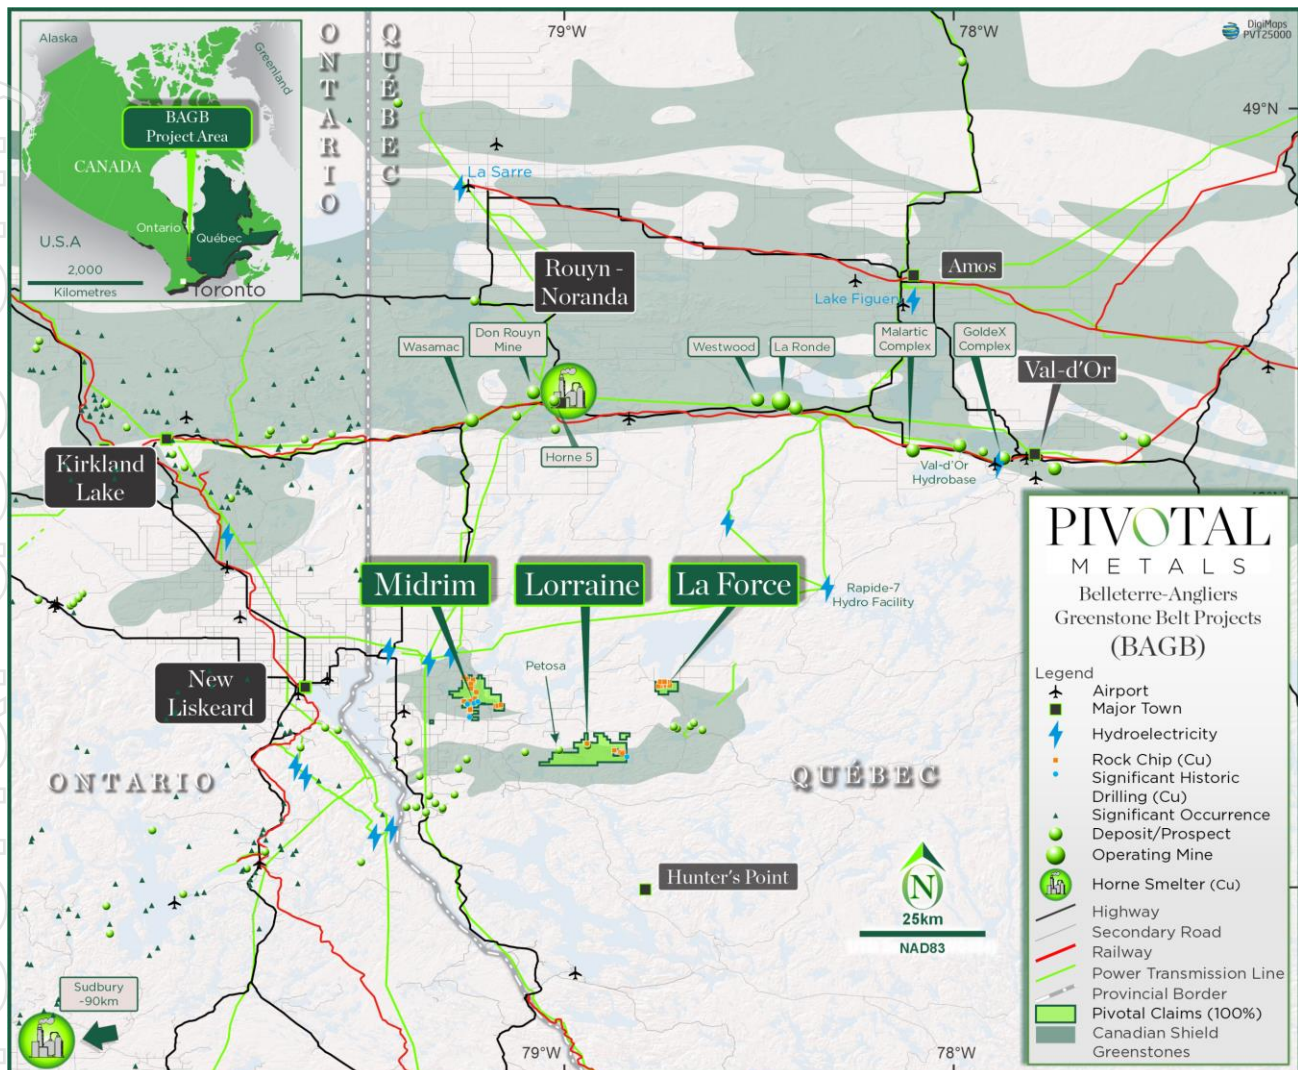 Alaska
Greenland
BAGB
Project Area
CANADA
Ontario
Québec
U.S.A
2,000
Kilometres
Toronto
ONTARIO
QUÉBEC
79°W
78°W
DigiMaps
PVT25000
49°N
La Sarre
Rouyn -
Noranda
Amos
Lake Figuery
Wasamac
Don Rouyn
Mine
Westwood
La Ronde
Malartic
Complex
GoldeX
Complex
Val-d'Or
Kirkland
Lake
Horne 5
Val-d'Or
Hydrobase
Midrim
Lorraine
La Force
Rapide-7
Hydro Facility
New
Liskeard
Petosa
ONTARIO
QUÉBEC
Hunter's Point
N
25km
NAD83
Sudbury
~90km
79°W
78°W
PIVOTAL
METALS
Belleterre-Angliers
Greenstone Belt Projects
(BAGB)
Legend
Airport
Major Town
Hydroelectricity
Rock Chip (Cu)
Significant Historic
Drilling (Cu)
Significant Occurrence
Deposit/Prospect
Operating Mine
Horne Smelter (Cu)
Highway
Secondary Road
Railway
Power Transmission Line
Provincial Border
Pivotal Claims (100%)
Canadian Shield
Greenstones